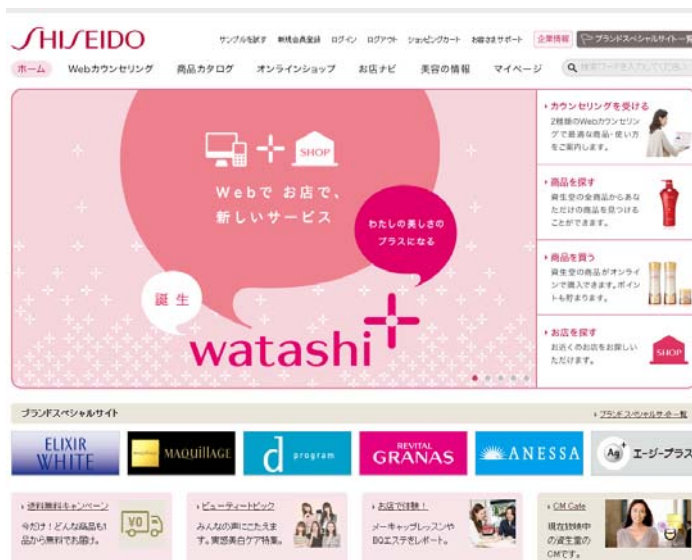 SHISEIDO
サンプルを試す 新規会員登録 ログイン ログアウト ショッピングカート お客さまサポート 企業情報 ブランドスペシャルサイト一覧
ホーム Webカウンセリング 商品カタログ オンラインショップ お店ナビ 美容の情報 マイページ
SHOP
Webで お店で、
新しいサービス
わたしの美しさの
プラスになる
誕生
watashi+
カウンセリングを受ける
2種類のWebカウンセリン
グで最適な商品・使い方
をご案内します。
商品を探す
資生堂の全商品からあな
ただけの商品を見つける
ことができます。
商品を買う
資生堂の商品がオンライ
ンで購入できます。ポイン
トも貯まります。
お店を探す
お近くのお店をお探しい
ただけます。
SHOP
ブランドスペシャルサイト
ブランドスペシャルサイト一覧
ELIXIR
WHITE
MAQUILLAGE
d program
REVITAL
GRANAS
ANESSA
Ag+ エージープラス
送料無料キャンペーン
今だけ！どんな商品も1
品から無料でお届け。
¥0
ビューティートピック
みんなの声にこたえま
す。実感美白ケア特集。
お店で体験！
メーキャップレッスンや
BQエステをレポート。
CM Cafe
現在放映中
の資生堂の
CMです。